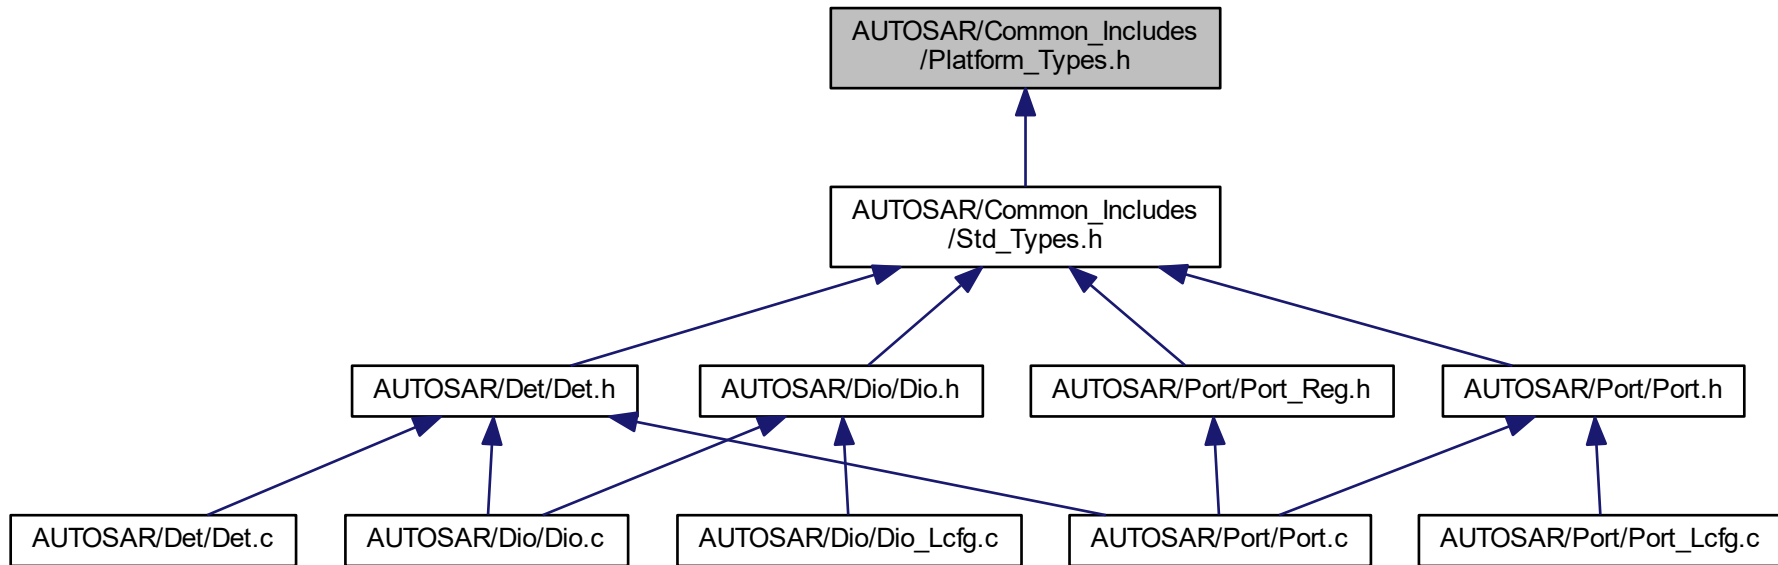 AUTOSAR/Common_Includes
/Platform_Types.h
AUTOSAR/Common_Includes
/Std_Types.h
AUTOSAR/Det/Det.h
AUTOSAR/Dio/Dio.h
AUTOSAR/Port/Port_Reg.h
AUTOSAR/Port/Port.h
AUTOSAR/Det/Det.c
AUTOSAR/Dio/Dio.c
AUTOSAR/Dio/Dio_Lcfg.c
AUTOSAR/Port/Port.c
AUTOSAR/Port/Port_Lcfg.c